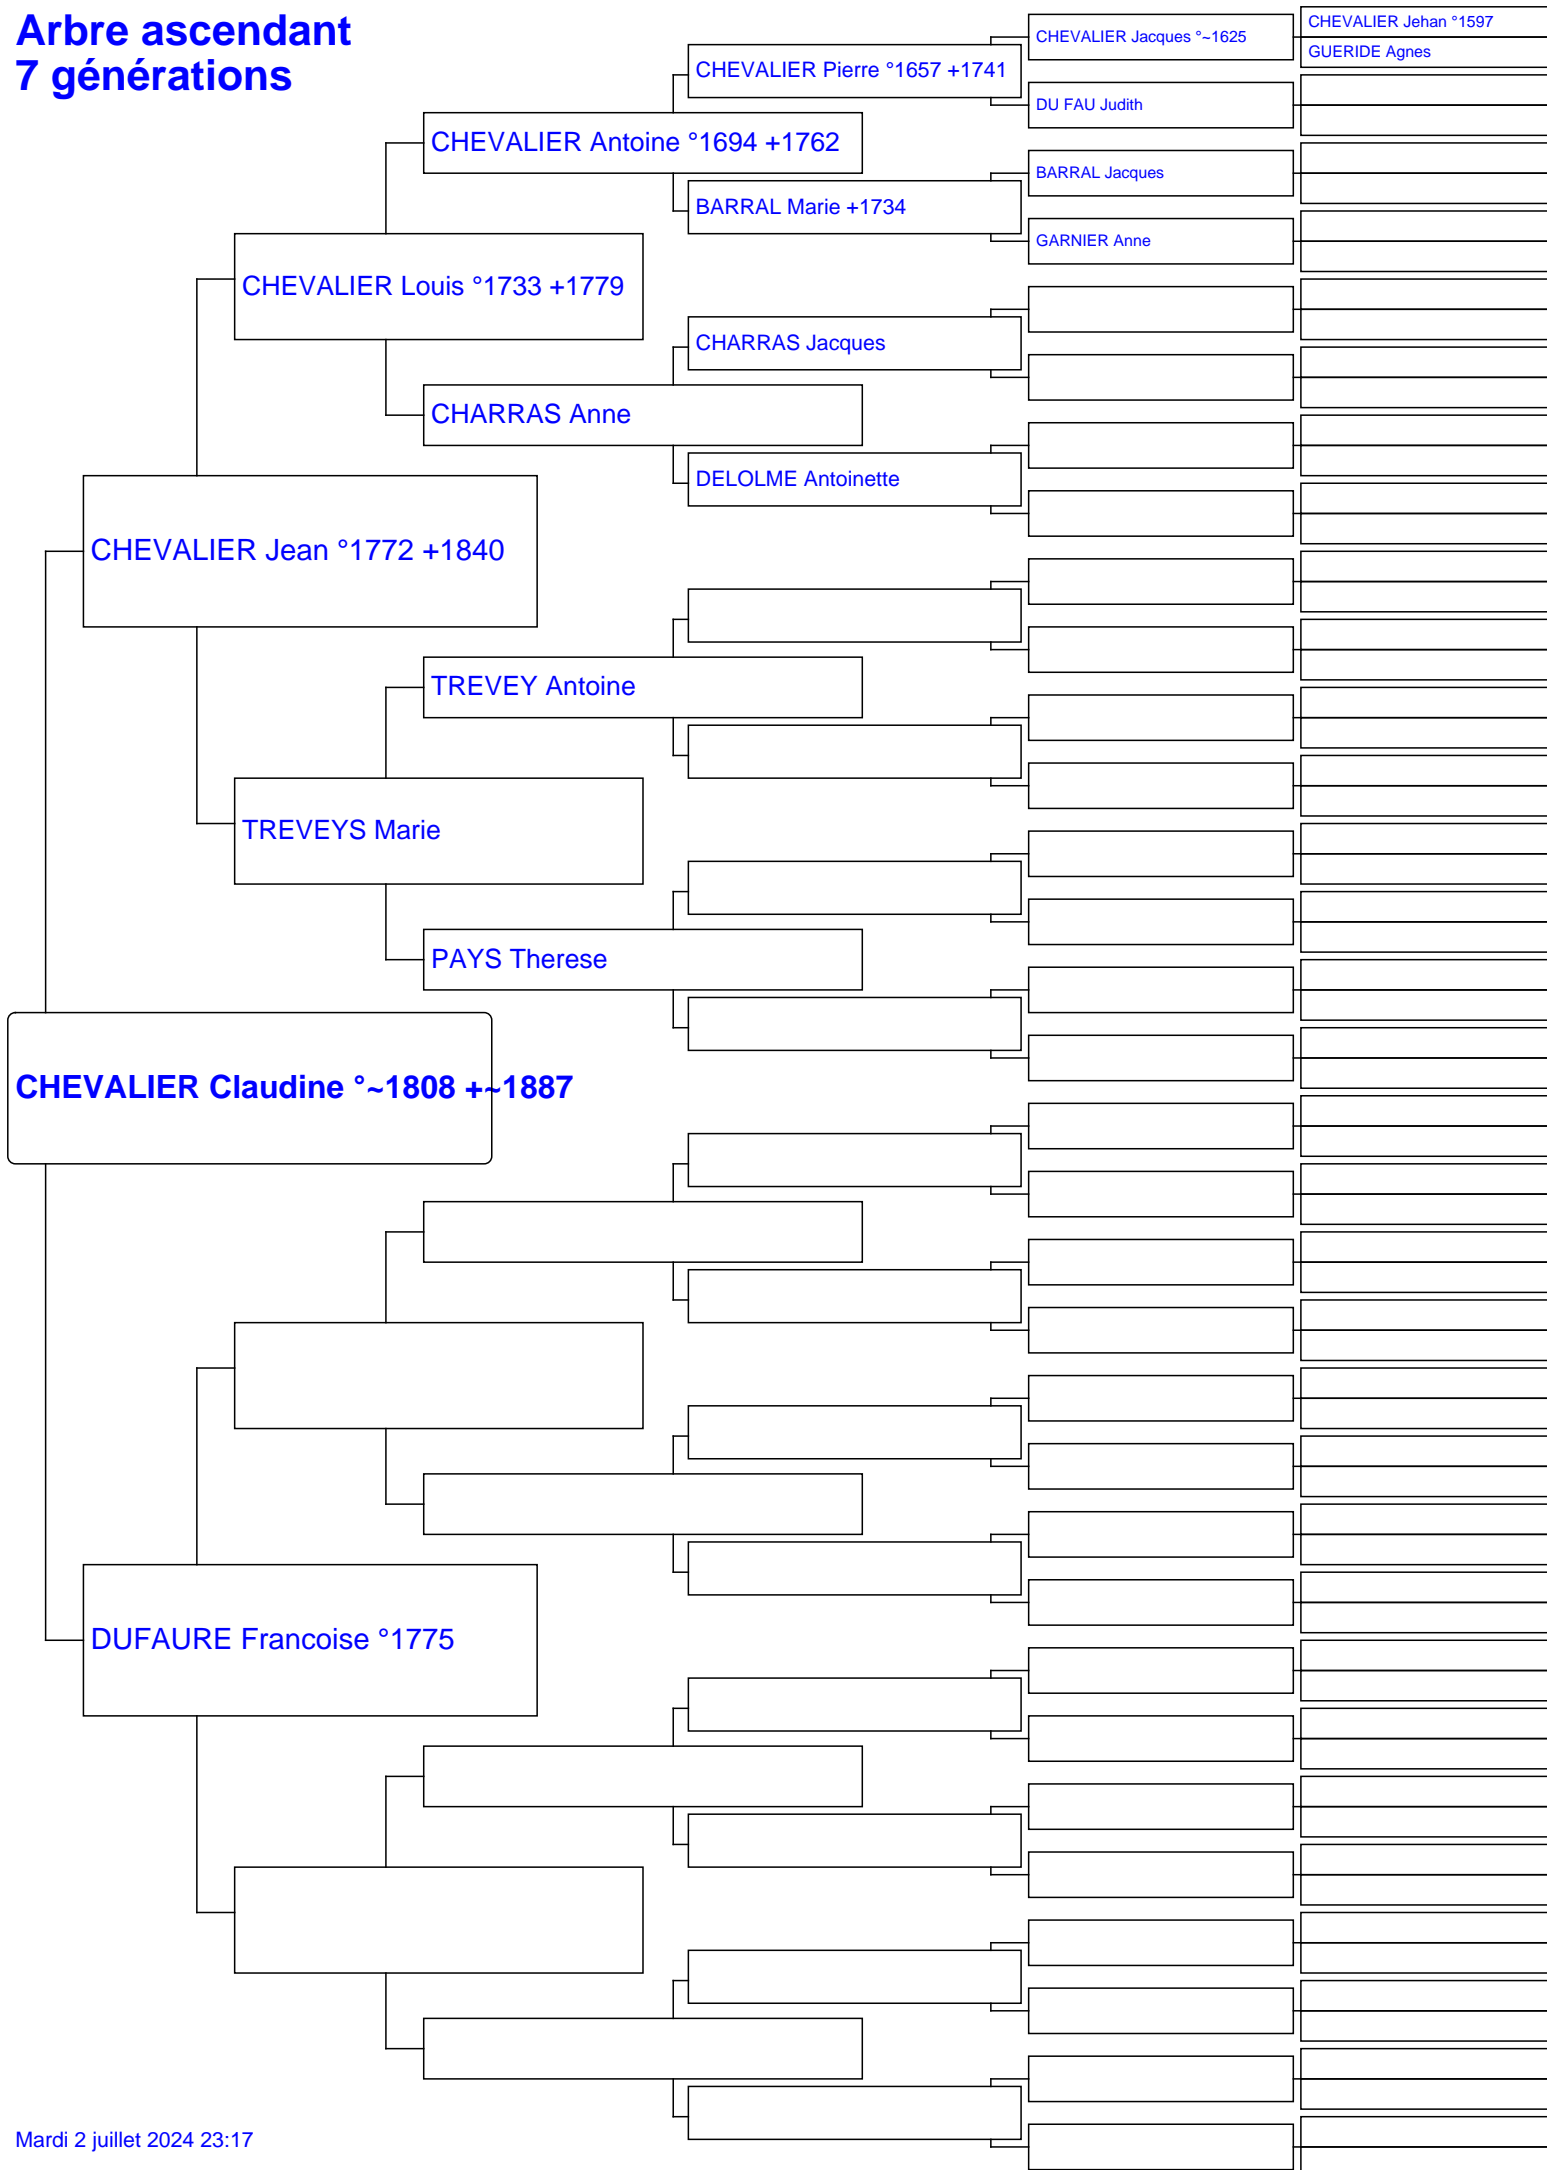 Arbre ascendant
7 générations
CHEVALIER Jehan °1597
GUERIDE Agnes
CHEVALIER Jacques °~1625
CHEVALIER Pierre °1657 +1741
DU FAU Judith
CHEVALIER Antoine °1694 +1762
BARRAL Jacques
BARRAL Marie +1734
GARNIER Anne
CHEVALIER Louis °1733 +1779
CHARRAS Jacques
CHARRAS Anne
DELOLME Antoinette
CHEVALIER Jean °1772 +1840
TREVEY Antoine
TREVEYS Marie
PAYS Therese
CHEVALIER Claudine °~1808 +~1887
DUFAURE Francoise °1775
Mardi 2 juillet 2024 23:17